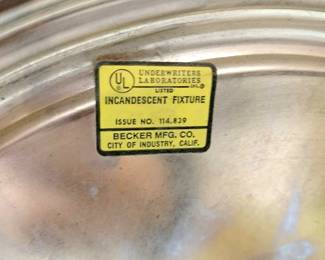 UL
UNDERWRITERS
LABORATORIES
INC.®
LISTED
INCANDESCENT FIXTURE
ISSUE NO. 114,839
BECKER MFG. CO.
CITY OF INDUSTRY, CALIF.